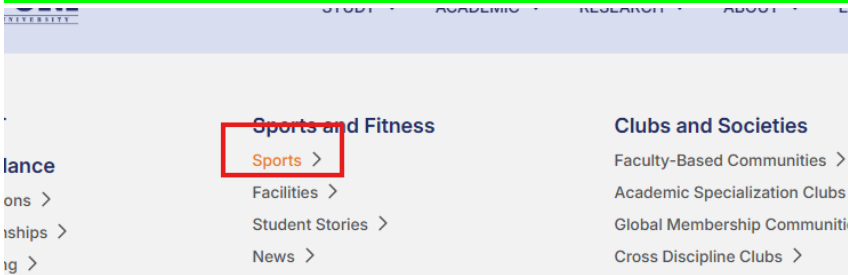 UNIVERSITY
STUDY
ACADEMIC
RESEARCH
ABOUT
Sports and Fitness
Sports >
Facilities >
Student Stories >
News >
Clubs and Societies
Faculty-Based Communities >
Academic Specialization Clubs
Global Membership
Cross Discipline Clubs >